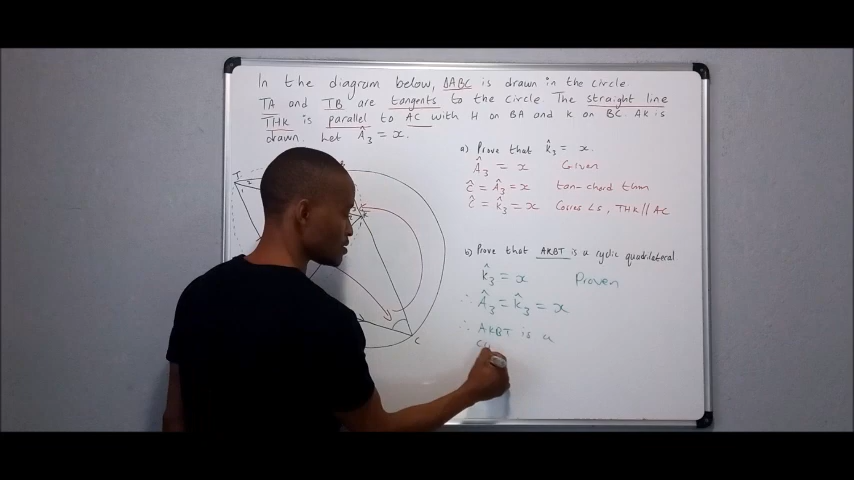 In the diagram below, ΔABC is drawn in the circle.
TA and TB are tangents to the circle The straight line
THK is parallel to AC with H on BA and K on BC. AK is
drawn. Let Â₃ = x.
T
2
1
K
C
a) Prove that K̂₃ = x.
Â₃ = x Given
Ĉ = Â₃ = x tan-chord thm
Ĉ = K̂₃ = x Corres ∠s, THK // AC
b) Prove that AKBT is a cyclic quadrilateral
K̂₃ = x Proven
∴ Â₃ = K̂₃ = x
∴ AKBT is a
cy